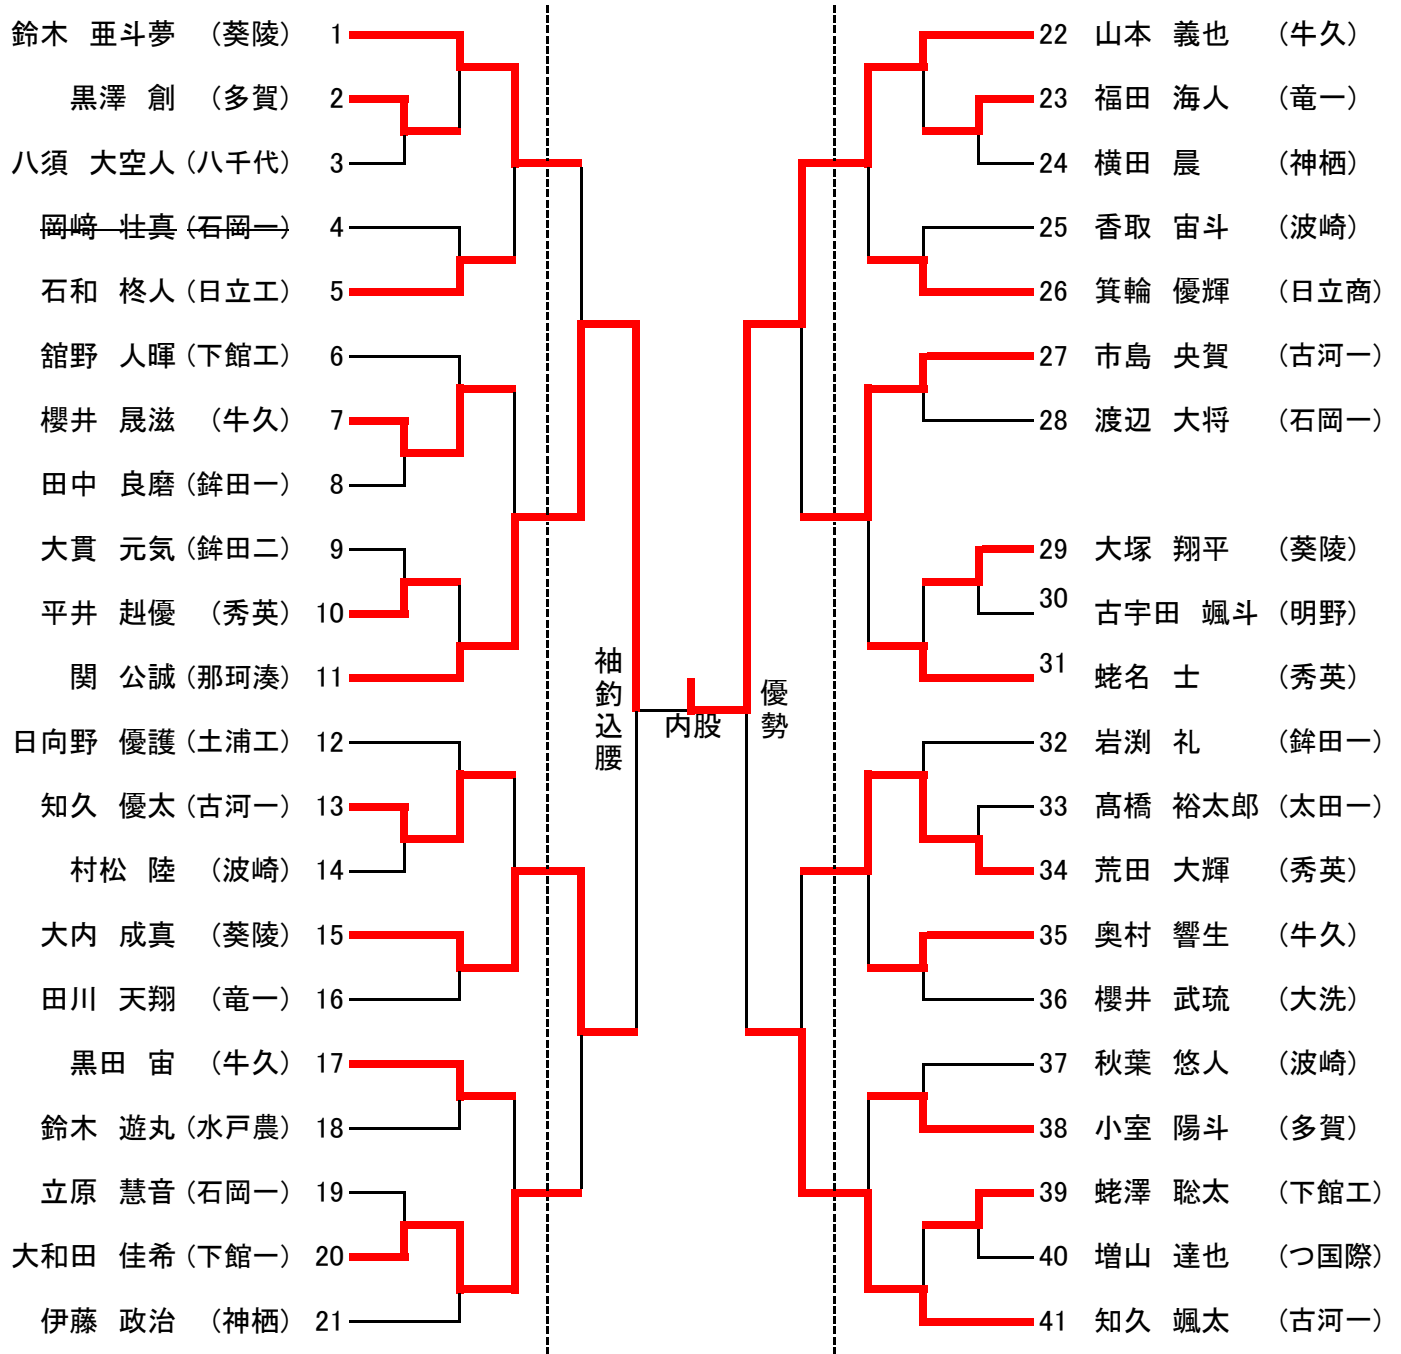 鈴木 亜斗夢 (葵陵) 1
黒澤 創 (多賀) 2
八須 大空人 (八千代) 3
岡﨑 壮真 (石岡一) 4
石和 柊人 (日立工) 5
舘野 人暉 (下館工) 6
櫻井 晟滋 (牛久) 7
田中 良磨 (鉾田一) 8
大貫 元気 (鉾田二) 9
平井 赳優 (秀英) 10
関 公誠 (那珂湊) 11
日向野 優護 (土浦工) 12
知久 優太 (古河一) 13
村松 陸 (波崎) 14
大内 成真 (葵陵) 15
田川 天翔 (竜一) 16
黒田 宙 (牛久) 17
鈴木 遊丸 (水戸農) 18
立原 慧音 (石岡一) 19
大和田 佳希 (下館一) 20
伊藤 政治 (神栖) 21
袖釣込腰
内股
優勢
22 山本 義也 (牛久)
23 福田 海人 (竜一)
24 横田 晨 (神栖)
25 香取 宙斗 (波崎)
26 箕輪 優輝 (日立商)
27 市島 央賀 (古河一)
28 渡辺 大将 (石岡一)
29 大塚 翔平 (葵陵)
30 古宇田 颯斗 (明野)
31 蛯名 士 (秀英)
32 岩渕 礼 (鉾田一)
33 髙橋 裕太郎 (太田一)
34 荒田 大輝 (秀英)
35 奥村 響生 (牛久)
36 櫻井 武琉 (大洗)
37 秋葉 悠人 (波崎)
38 小室 陽斗 (多賀)
39 蛯澤 聡太 (下館工)
40 増山 達也 (つ国際)
41 知久 颯太 (古河一)